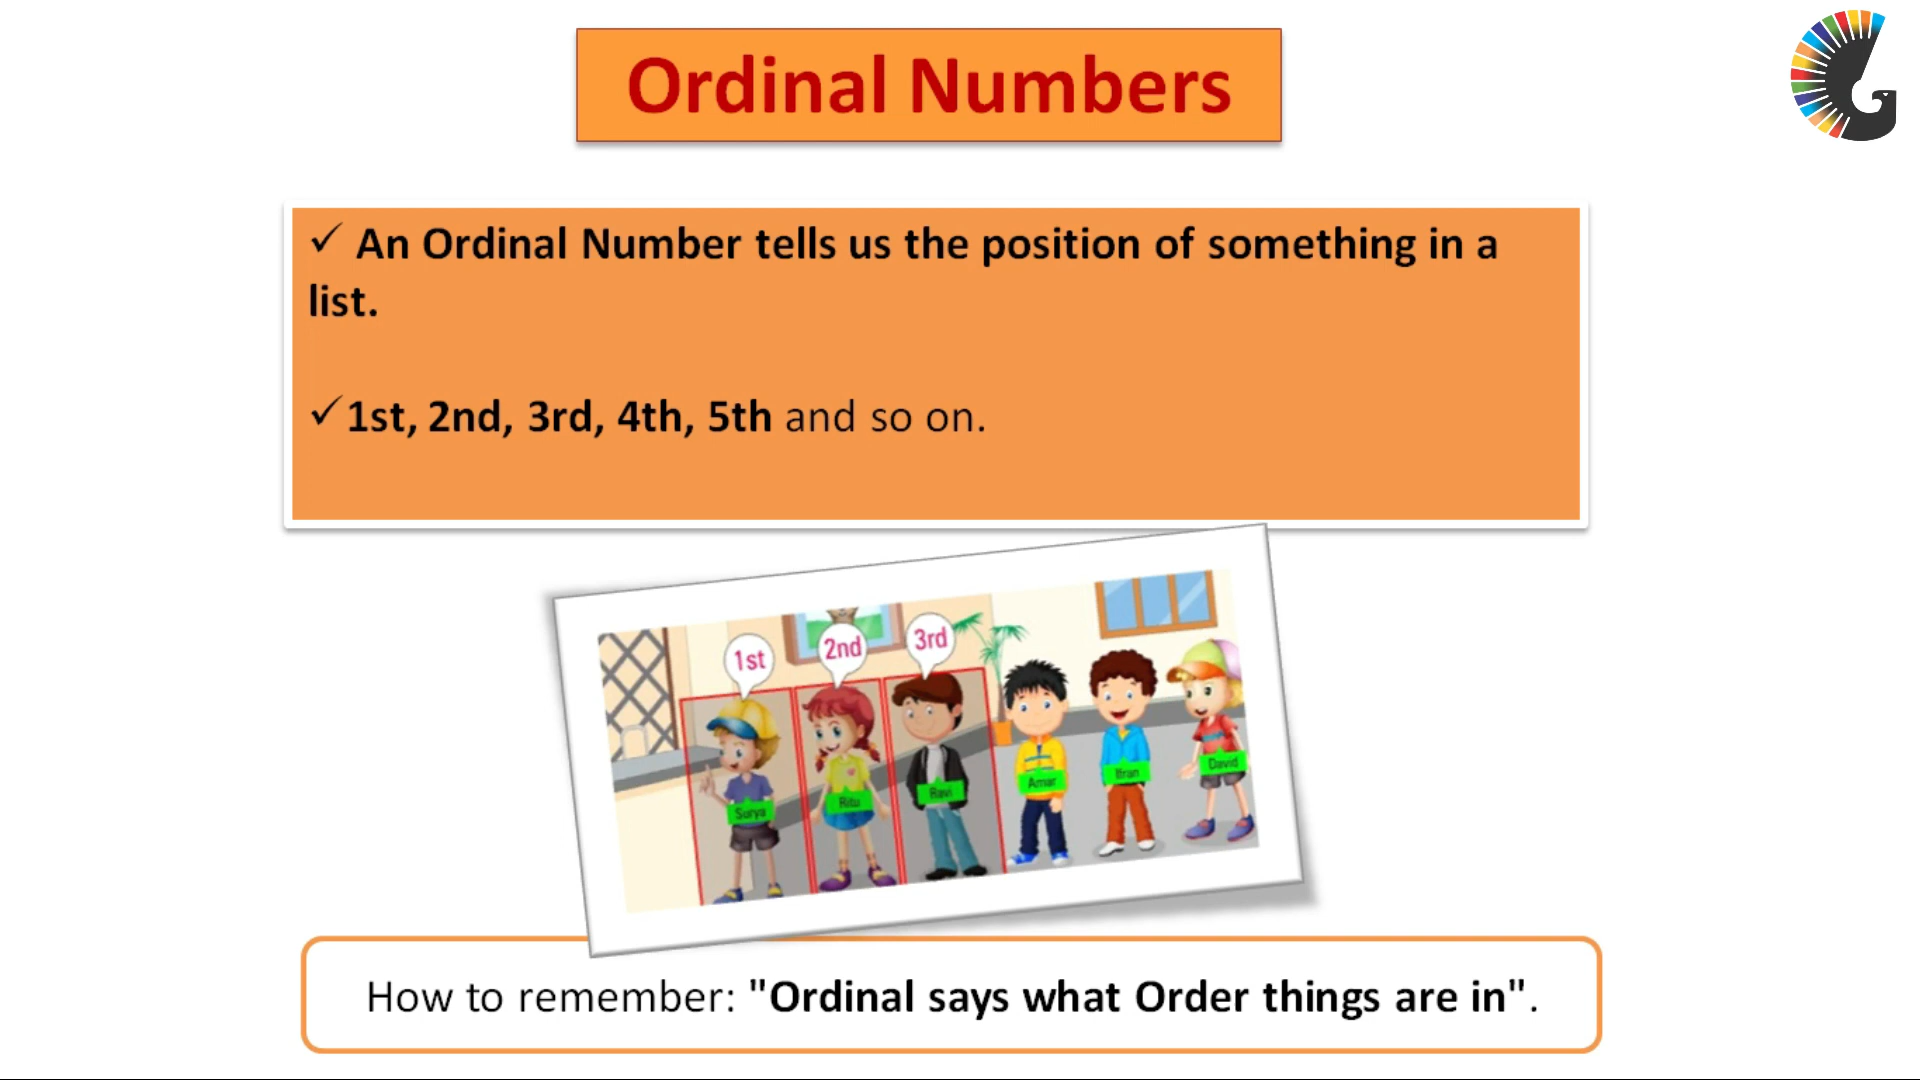 Ordinal Numbers
✓ An Ordinal Number tells us the position of something in a
list.
✓1st, 2nd, 3rd, 4th, 5th and so on.
1st
2nd
3rd
Surya
Ritu
Ravi
Amar
Ifran
David
How to remember: "Ordinal says what Order things are in".